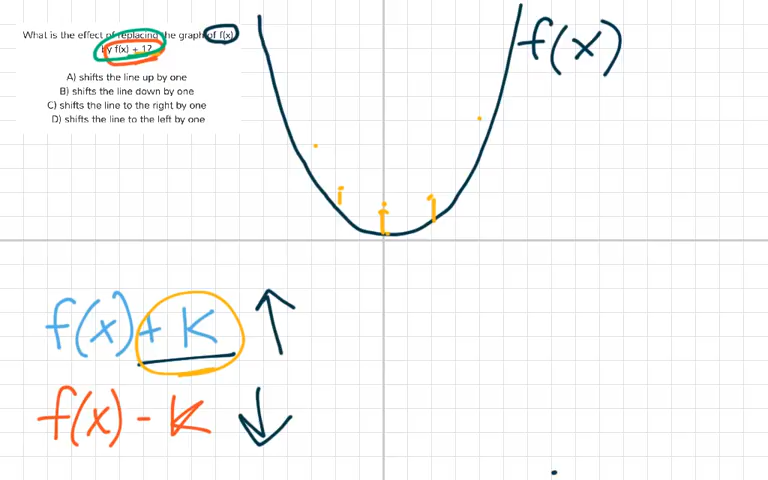 What is the effect of replacing the graph of f(x)
by f(x) + 1?
A) shifts the line up by one
B) shifts the line down by one
C) shifts the line to the right by one
D) shifts the line to the left by one
f(x)
f(x) + K
f(x) - K